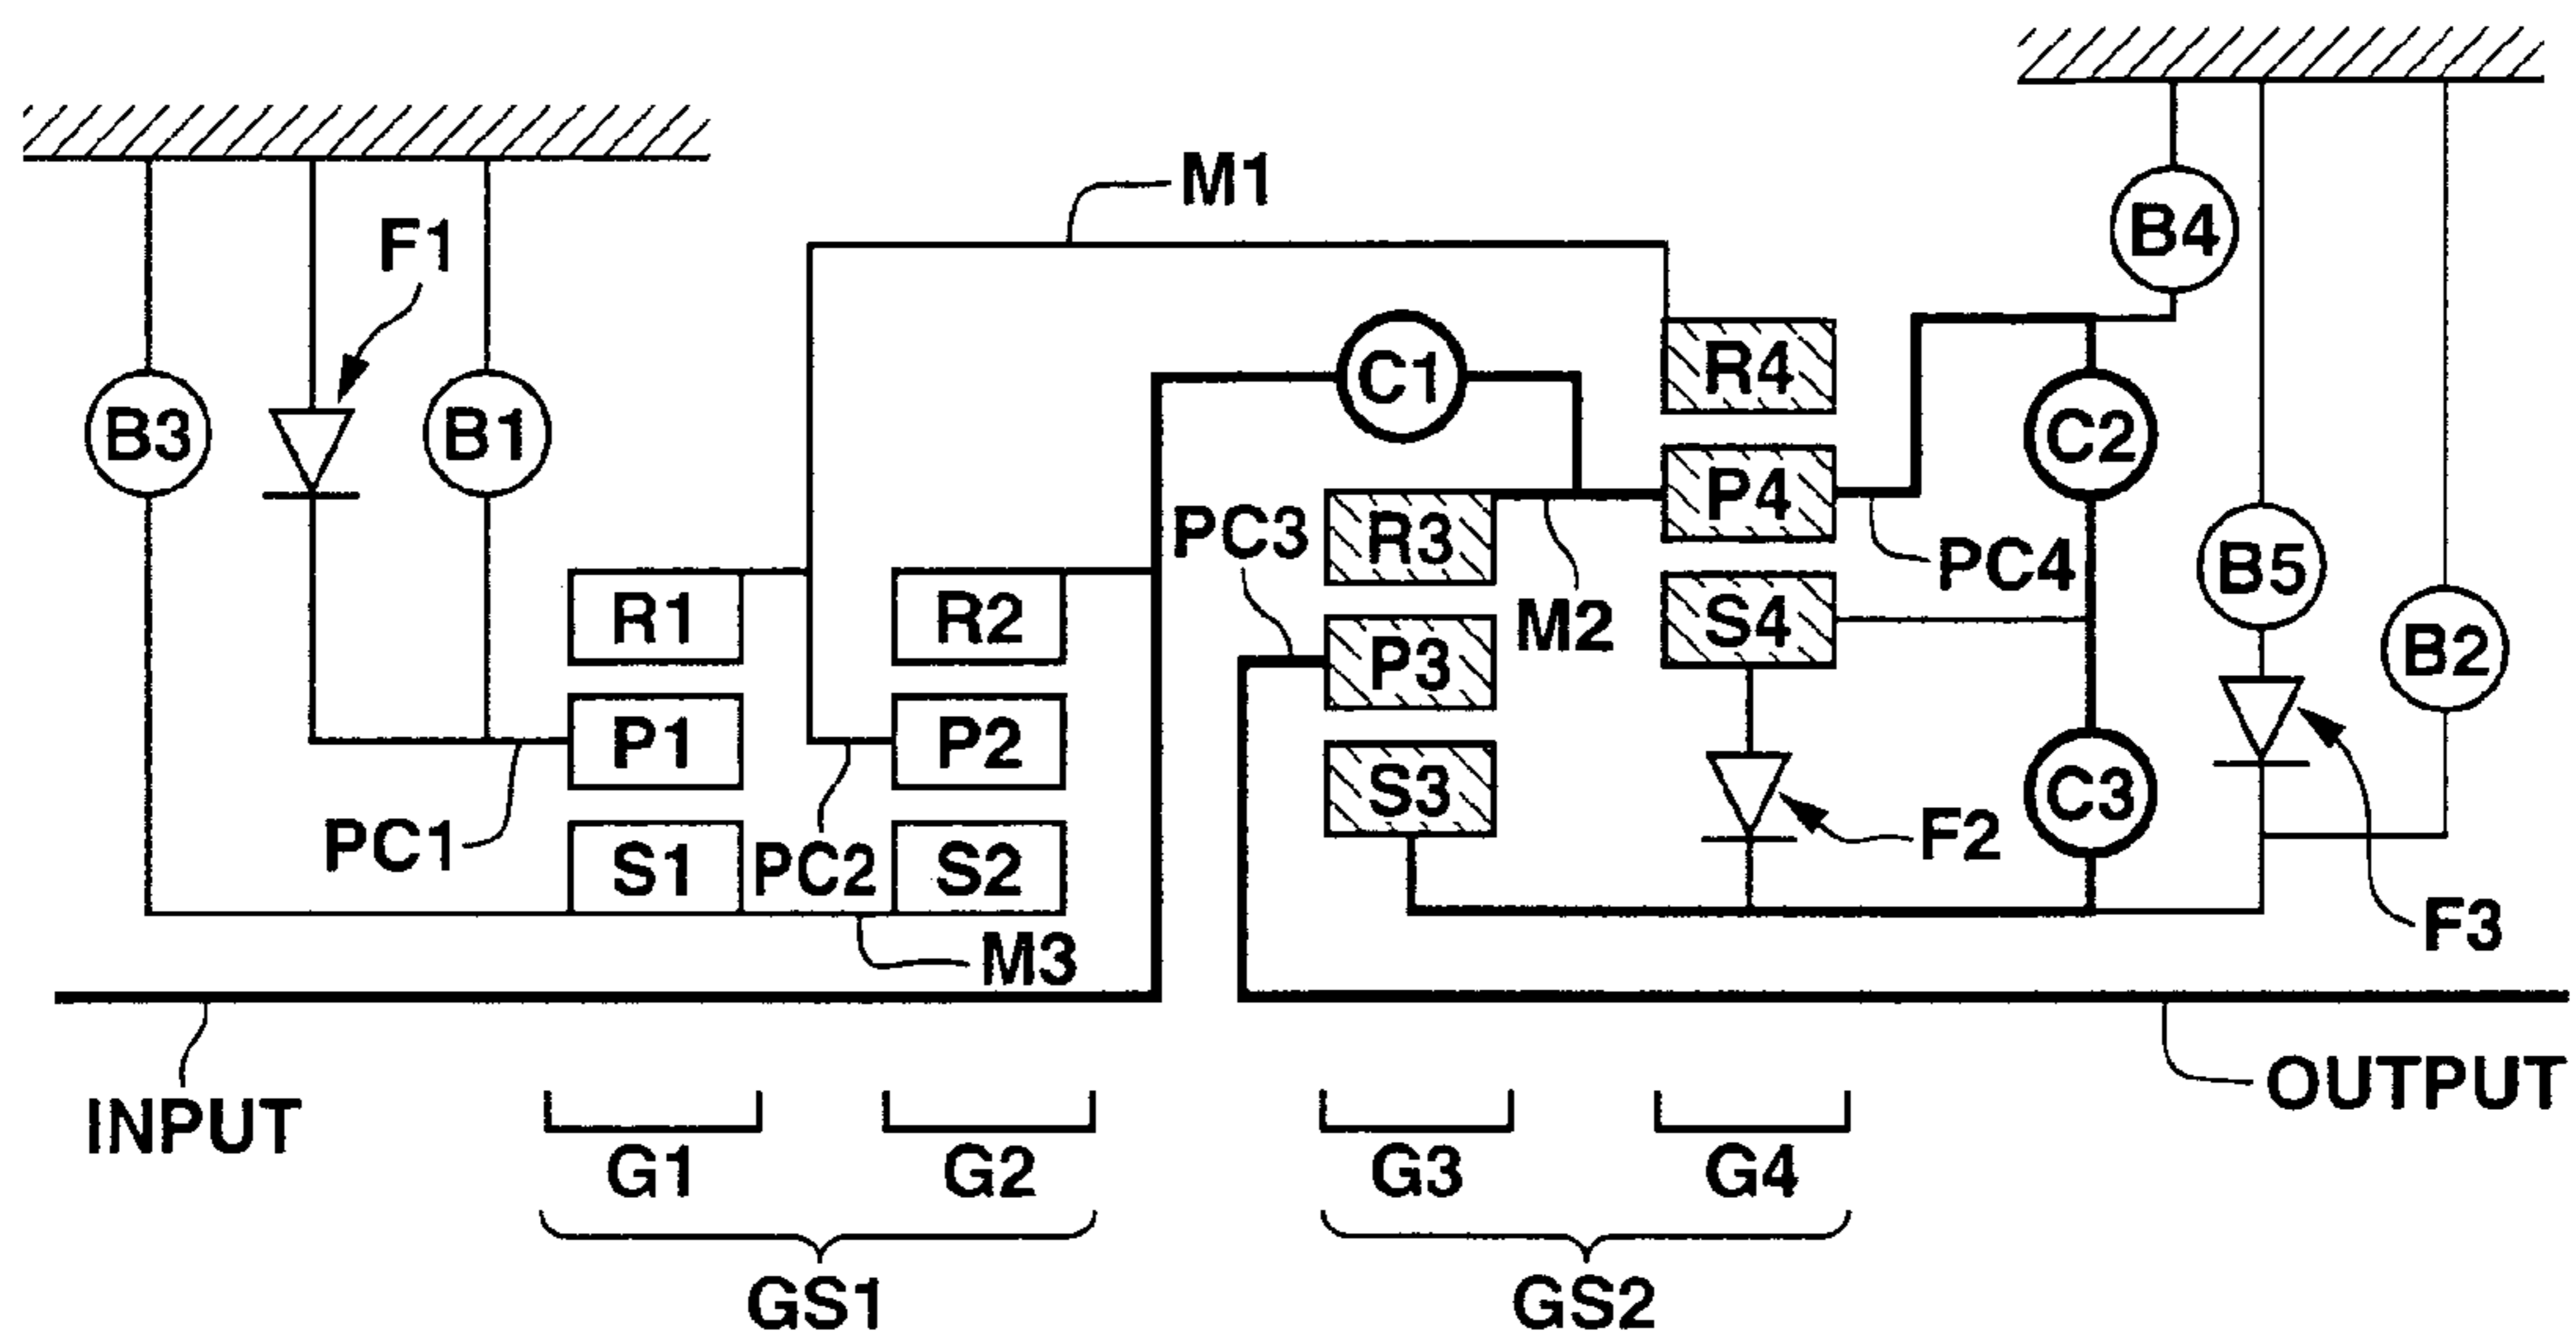 M1
F1
B4
B3
B1
C1
R4
C2
PC3
R3
P4
PC4
B5
R1
R2
M2
S4
B2
P3
P1
P2
S3
C3
PC1
S1
PC2
S2
F2
M3
F3
INPUT
OUTPUT
G1
G2
G3
G4
GS1
GS2